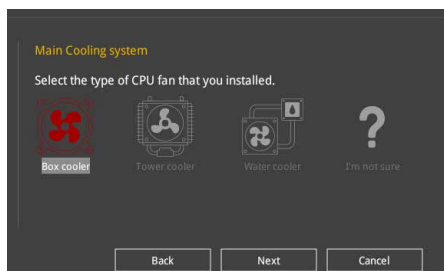 Main Cooling system
Select the type of CPU fan that you installed.
Box cooler Tower cooler Water cooler I'm not sure
Back Next Cancel